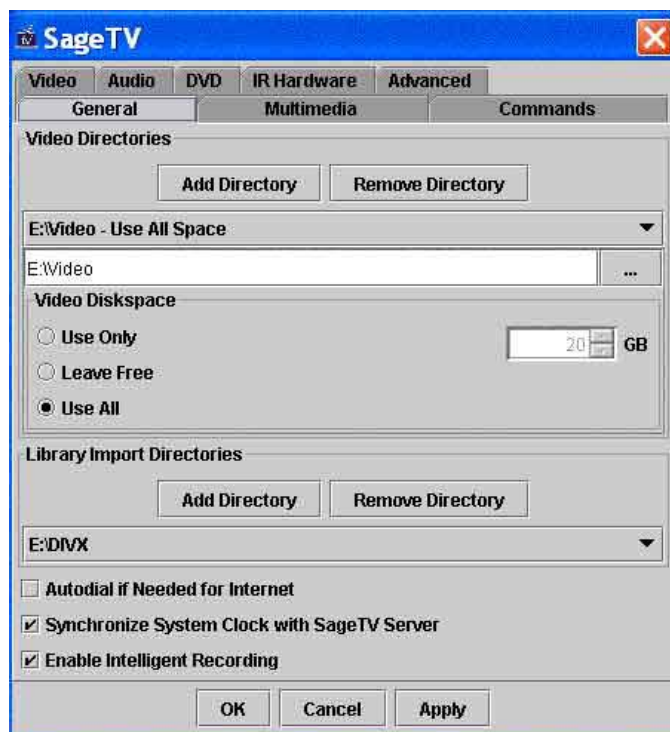 SageTV
Video Audio DVD IR Hardware Advanced
General Multimedia Commands
Video Directories
Add Directory Remove Directory
E:\Video - Use All Space
E:\Video ...
Video Diskspace
Use Only 20 GB
Leave Free
Use All
Library Import Directories
Add Directory Remove Directory
E:\DIVX
Autodial if Needed for Internet
Synchronize System Clock with SageTV Server
Enable Intelligent Recording
OK Cancel Apply